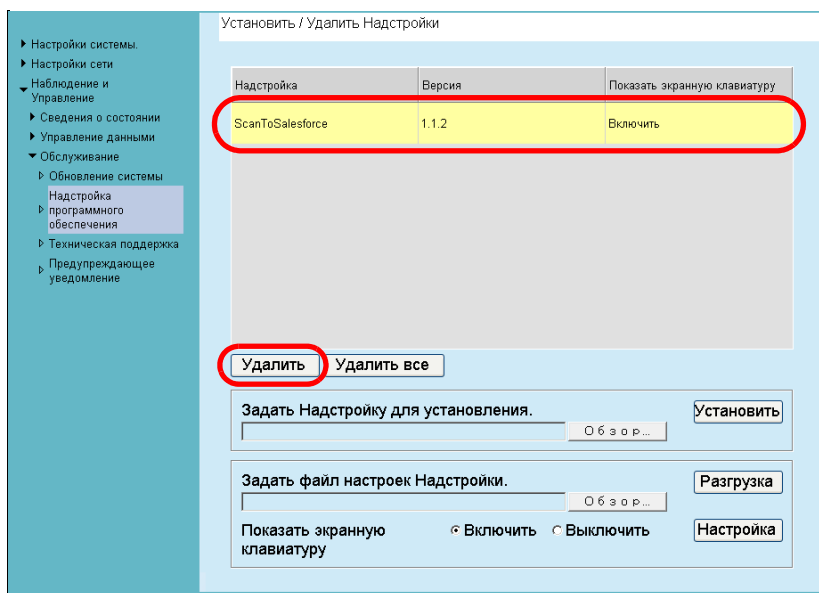 Установить / Удалить Надстройки
Настройки системы.
Настройки сети
Наблюдение и
Управление
Сведения о состоянии
Управление данными
Обслуживание
Обновление системы
Надстройка
программного
обеспечения
Техническая поддержка
Предупреждающее
уведомление
Надстройка Версия Показать экранную клавиатуру
ScanToSalesforce 1.1.2 Включить
Удалить Удалить все
Задать Надстройку для установления. Установить
Обзор...
Задать файл настроек Надстройки. Разгрузка
Обзор...
Показать экранную Включить Выключить Настройка
клавиатуру